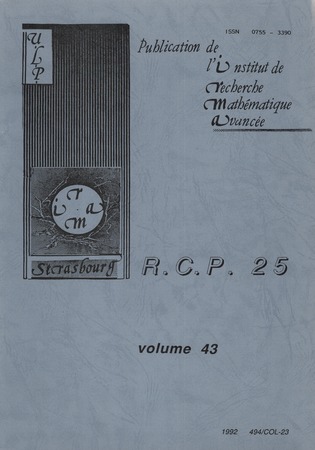 ISSN 0755 - 3390
ULP
Publication de
l'institut de
recherche
Mathématique
avancée
i r
m a
Strasbourg
R.C.P. 25
volume 43
1992 494/COL-23